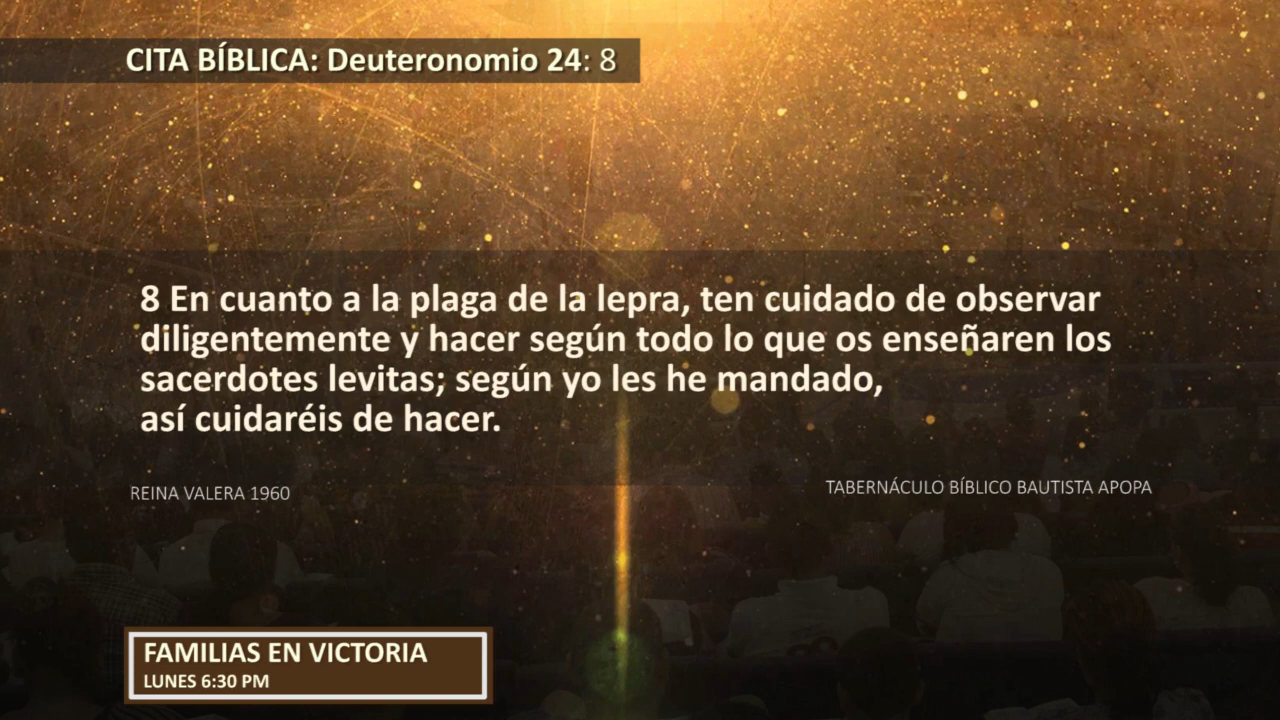 CITA BÍBLICA: Deuteronomio 24: 8
8 En cuanto a la plaga de la lepra, ten cuidado de observar
diligentemente y hacer según todo lo que os enseñaren los
sacerdotes levitas; según yo les he mandado,
así cuidaréis de hacer.
REINA VALERA 1960
TABERNÁCULO BÍBLICO BAUTISTA APOPA
FAMILIAS EN VICTORIA
LUNES 6:30 PM